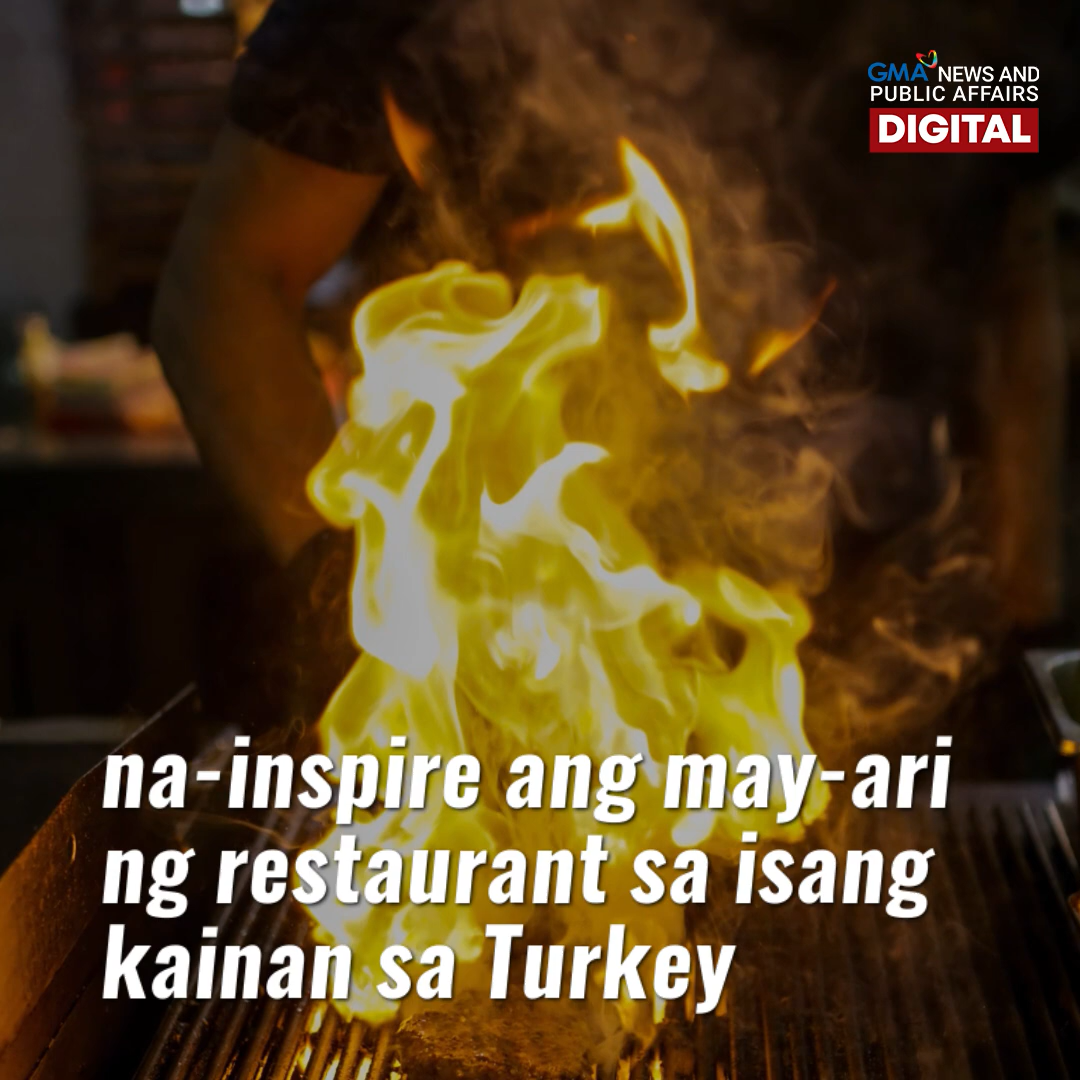 GMA NEWS AND
PUBLIC AFFAIRS
DIGITAL
na-inspire ang may-ari
ng restaurant sa isang
kainan sa Turkey